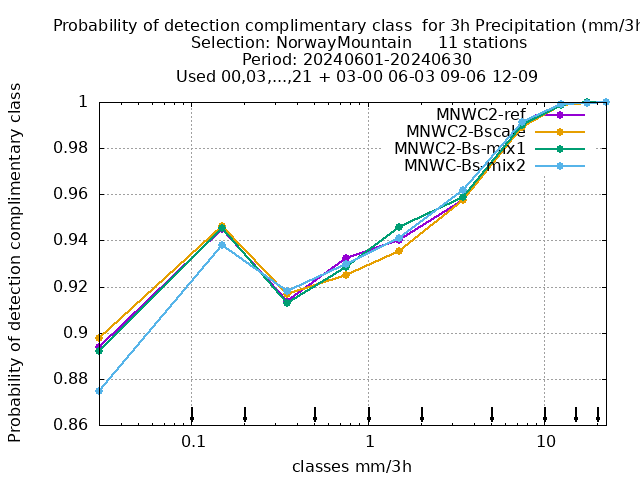 Probability of detection complimentary class  for 3h Precipitation (mm/3h
Selection: NorwayMountain     11 stations
Period: 20240601-20240630
Used 00,03,...,21 + 03-00 06-03 09-06 12-09
Probability of detection complimentary class
1
0.98
0.96
0.94
0.92
0.9
0.88
0.86
MNWC2-ref
MNWC2-Bscale
MNWC2-Bs-mix1
MNWC-Bs-mix2
0.1
1
10
classes mm/3h